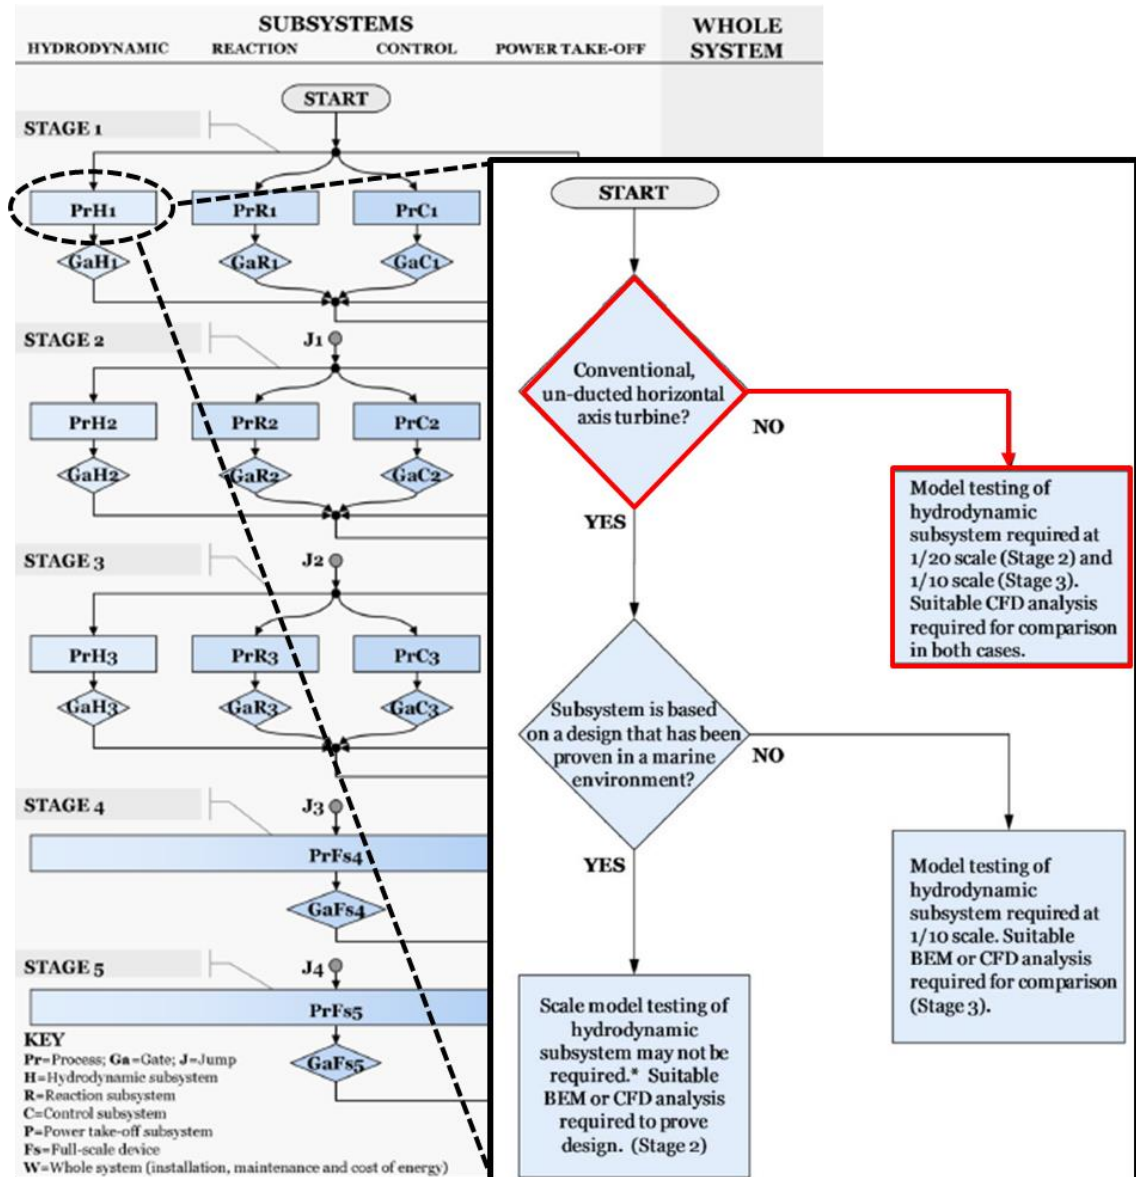 SUBSYSTEMS
WHOLE
SYSTEM
HYDRODYNAMIC
REACTION
CONTROL
POWER TAKE-OFF
START
STAGE 1
PrH1
PrR1
PrC1
GaH1
GaR1
GaC1
STAGE 2
J1
PrH2
PrR2
PrC2
GaH2
GaR2
GaC2
STAGE 3
J2
PrH3
PrR3
PrC3
GaH3
GaR3
GaC3
STAGE 4
J3
PrFs4
GaFs4
STAGE 5
J4
PrFs5
GaFs5
KEY
Pr=Process; Ga=Gate; J=Jump
H=Hydrodynamic subsystem
R=Reaction subsystem
C=Control subsystem
P=Power take-off subsystem
Fs=Full-scale device
W=Whole system (installation, maintenance and cost of energy)
START
Conventional,
un-ducted horizontal
axis turbine?
NO
Model testing of
hydrodynamic
subsystem required at
1/20 scale (Stage 2) and
1/10 scale (Stage 3).
Suitable CFD analysis
required for comparison
in both cases.
YES
Subsystem is based
on a design that has been
proven in a marine
environment?
NO
Model testing of
hydrodynamic
subsystem required at
1/10 scale. Suitable
BEM or CFD analysis
required for comparison
(Stage 3).
YES
Scale model testing of
hydrodynamic
subsystem may not be
required.* Suitable
BEM or CFD analysis
required to prove
design. (Stage 2)